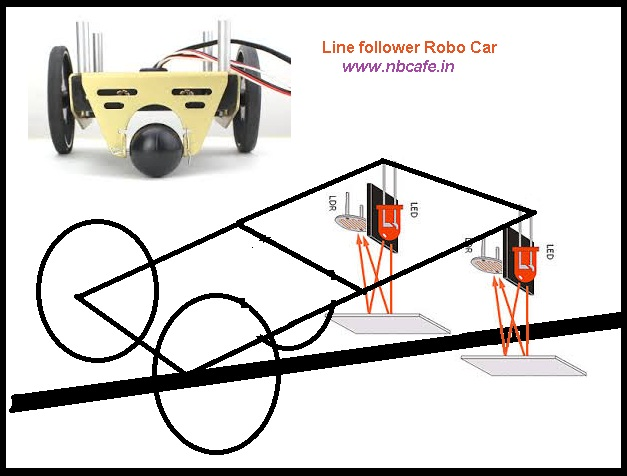 Line follower Robo Car
www.nbcafe.in
LDR
LED
LDR
LED